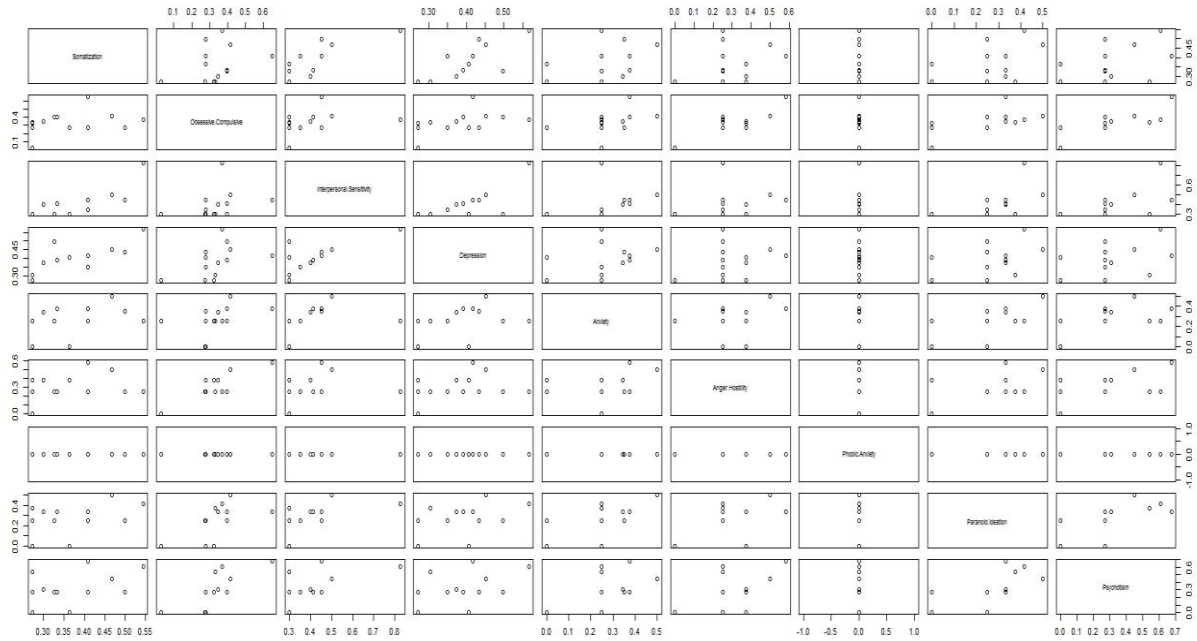 0.1 0.2 0.3 0.4 0.5 0.6
0.30 0.40 0.50
0.0 0.1 0.2 0.3 0.4 0.5 0.6
0.0 0.1 0.2 0.3 0.4 0.5
Somatization
0.30 0.45
0.1 0.4
Obsessive.Compulsive
Interpersonal.Sensitivity
0.3 0.6
0.30 0.45
Depression
Anxiety
0.0 0.2 0.4
0.0 0.3 0.6
Anger.Hostility
Phobic.Anxiety
-1.0 0.0 1.0
0.0 0.2 0.4
Paranoid.Ideation
Psychotism
0.0 0.3 0.6
0.30 0.35 0.40 0.45 0.50 0.55
0.3 0.4 0.5 0.6 0.7 0.8
0.0 0.1 0.2 0.3 0.4 0.5
-1.0 -0.5 0.0 0.5 1.0
0.0 0.1 0.2 0.3 0.4 0.5 0.6 0.7